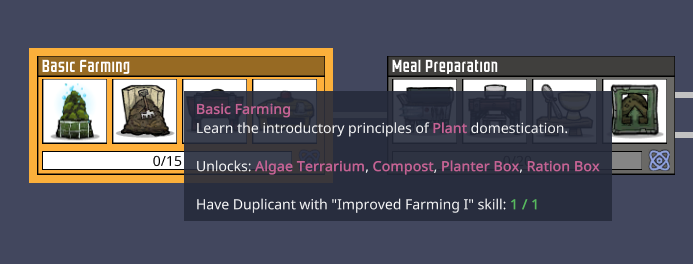 Basic Farming
Meal Preparation
Basic Farming
Learn the introductory principles of Plant domestication.
0/15
Unlocks: Algae Terrarium, Compost, Planter Box, Ration Box
Have Duplicant with "Improved Farming I" skill: 1 / 1